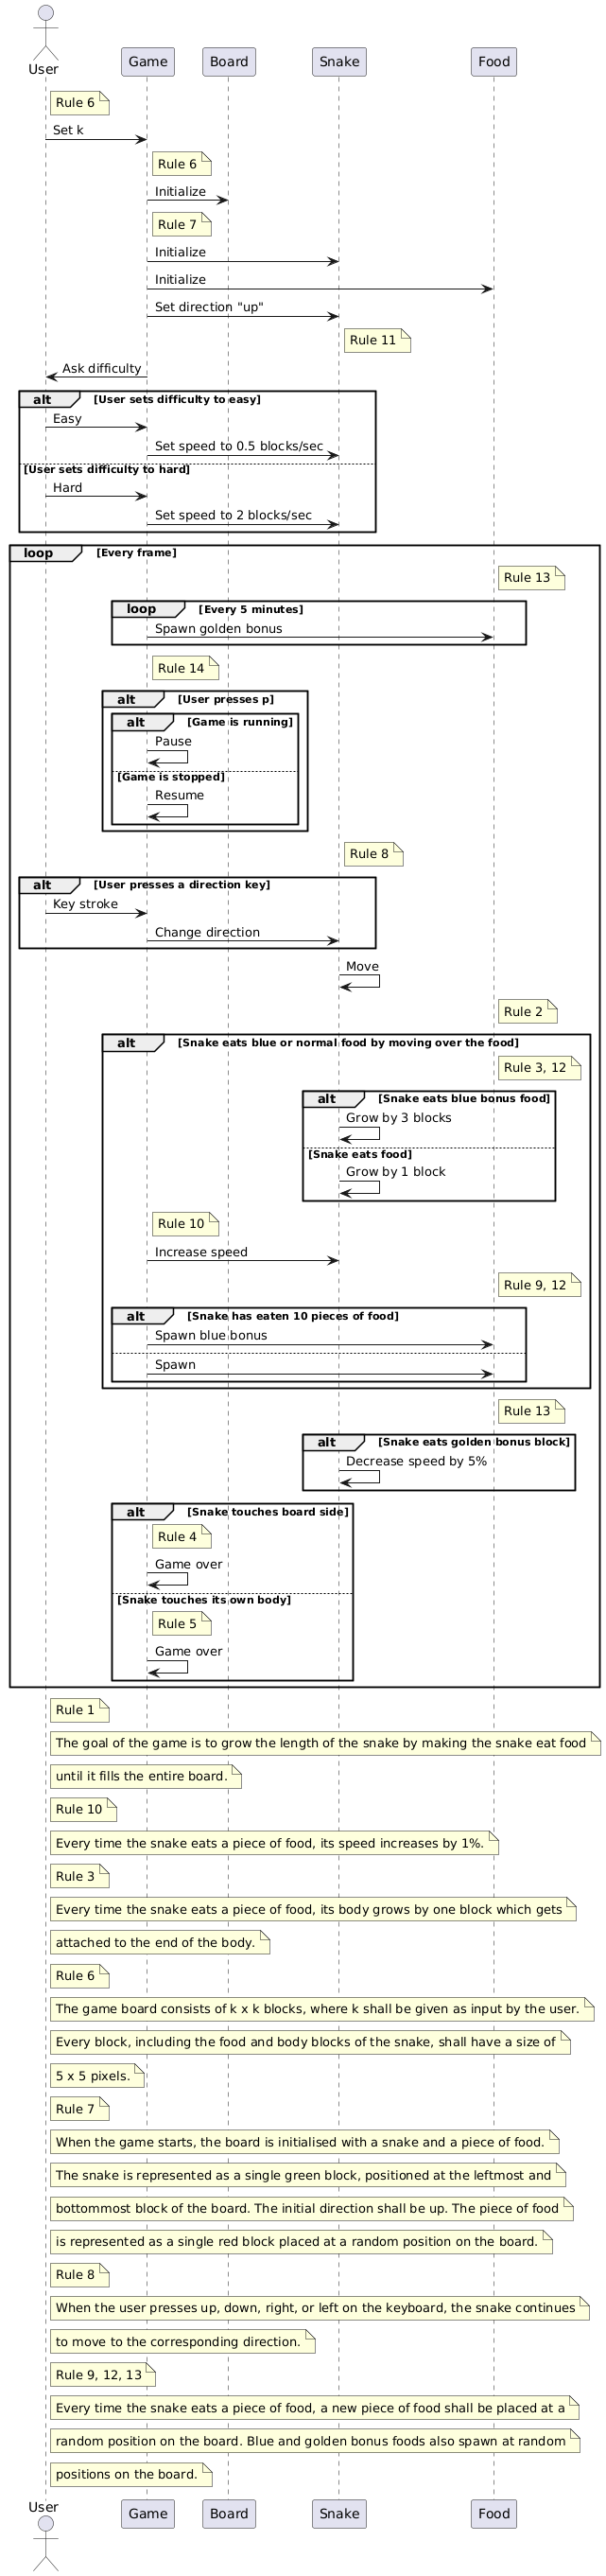 User
Game
Board
Snake
Food
Rule 6
Set k
Rule 6
Initialize
Rule 7
Initialize
Initialize
Set direction "up"
Rule 11
Ask difficulty
alt [User sets difficulty to easy]
Easy
Set speed to 0.5 blocks/sec
[User sets difficulty to hard]
Hard
Set speed to 2 blocks/sec
loop [Every frame]
Rule 13
loop [Every 5 minutes]
Spawn golden bonus
Rule 14
alt [User presses p]
alt [Game is running]
Pause
[Game is stopped]
Resume
Rule 8
alt [User presses a direction key]
Key stroke
Change direction
Move
Rule 2
alt [Snake eats blue or normal food by moving over the food]
Rule 3, 12
alt [Snake eats blue bonus food]
Grow by 3 blocks
[Snake eats food]
Grow by 1 block
Rule 10
Increase speed
Rule 9, 12
alt [Snake has eaten 10 pieces of food]
Spawn blue bonus
Spawn
Rule 13
alt [Snake eats golden bonus block]
Decrease speed by 5%
alt [Snake touches board side]
Rule 4
Game over
[Snake touches its own body]
Rule 5
Game over
Rule 1
The goal of the game is to grow the length of the snake by making the snake eat food
until it fills the entire board.
Rule 10
Every time the snake eats a piece of food, its speed increases by 1%.
Rule 3
Every time the snake eats a piece of food, its body grows by one block which gets
attached to the end of the body.
Rule 6
The game board consists of k x k blocks, where k shall be given as input by the user.
Every block, including the food and body blocks of the snake, shall have a size of
5 x 5 pixels.
Rule 7
When the game starts, the board is initialised with a snake and a piece of food.
The snake is represented as a single green block, positioned at the leftmost and
bottommost block of the board. The initial direction shall be up. The piece of food
is represented as a single red block placed at a random position on the board.
Rule 8
When the user presses up, down, right, or left on the keyboard, the snake continues
to move to the corresponding direction.
Rule 9, 12, 13
Every time the snake eats a piece of food, a new piece of food shall be placed at a
random position on the board. Blue and golden bonus foods also spawn at random
positions on the board.
User
Game
Board
Snake
Food